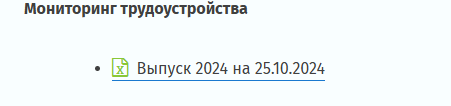 Мониторинг трудоустройства
Выпуск 2024 на 25.10.2024